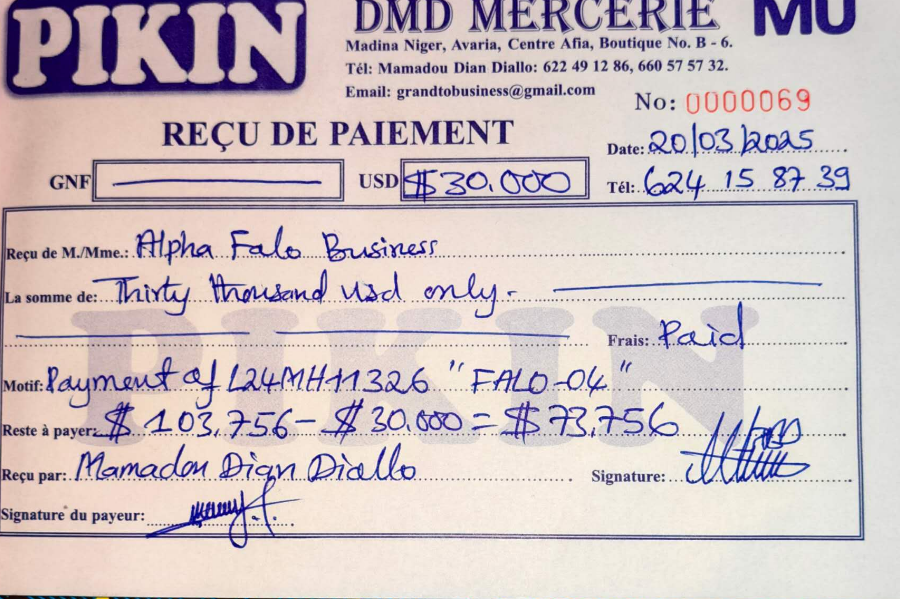 PIKIN
DMD MERCERIE
MU
Madina Niger, Avaria, Centre Afia, Boutique No. B - 6.
Tél: Mamadou Dian Diallo: 622 49 12 86, 660 57 57 32.
Email: grandtobusiness@gmail.com
No: 0000069
REÇU DE PAIEMENT
Date: 20/03/2025
GNF
USD $30.000
Tél: 624 15 87 39
Reçu de M./Mme.: Alpha Falo Business
La somme de: Thirty thousand usd only.
PIKIN
Frais: Paid
Motif: Payment of L24MH11326 "FALO-04"
Reste à payer: $103,756 - $30.000 = $73,756
Reçu par: Mamadou Dian Diallo
Signature:
Signature du payeur: